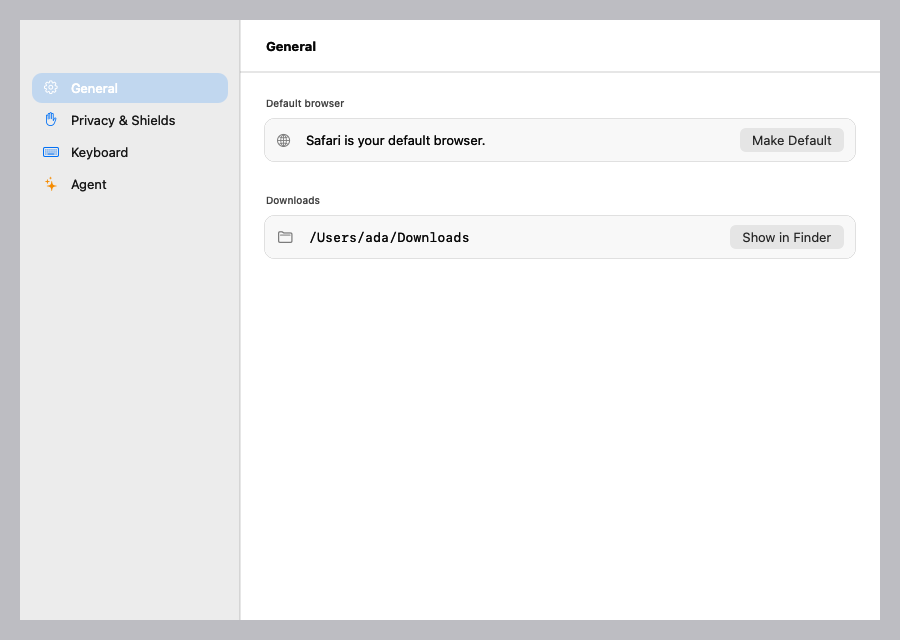 General
Privacy & Shields
Keyboard
Agent
General
Default browser
Safari is your default browser.
Make Default
Downloads
/Users/ada/Downloads
Show in Finder